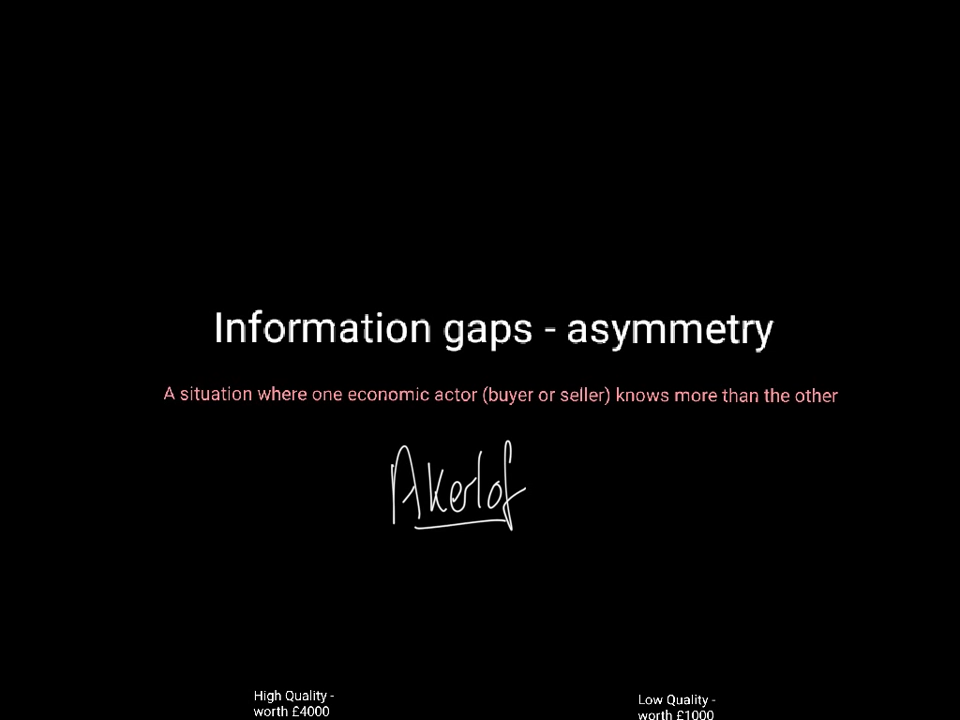 Information gaps - asymmetry
A situation where one economic actor (buyer or seller) knows more than the other
Akerlof
High Quality -
worth £4000
Low Quality -
worth £1000